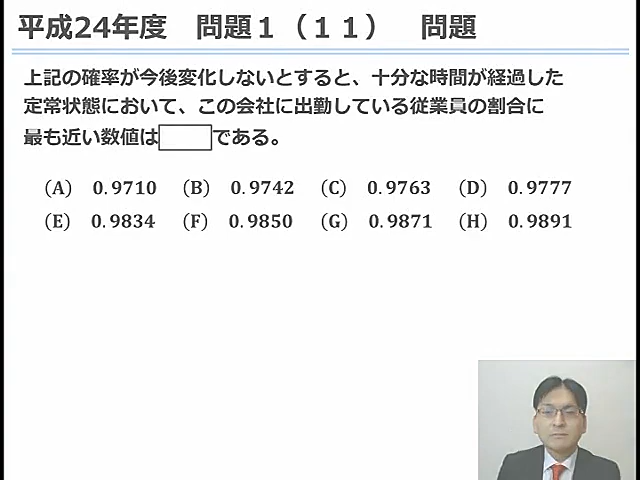 平成24年度　問題１（１１）　問題
上記の確率が今後変化しないとすると、十分な時間が経過した
定常状態において、この会社に出勤している従業員の割合に
最も近い数値は　　　である。
(A) 0.9710 (B) 0.9742 (C) 0.9763 (D) 0.9777
(E) 0.9834 (F) 0.9850 (G) 0.9871 (H) 0.9891